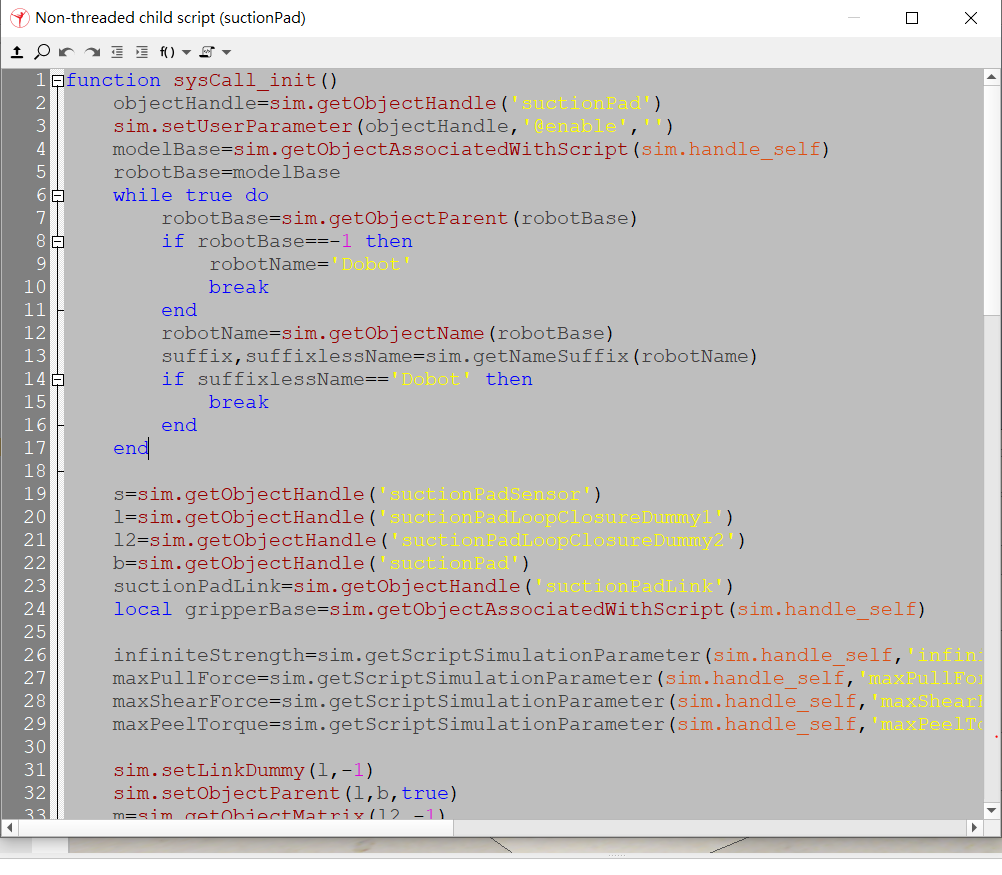 Non-threaded child script (suctionPad)
f()
1 function sysCall_init()
2 objectHandle=sim.getObjectHandle('suctionPad')
3 sim.setUserParameter(objectHandle,'@enable','')
4 modelBase=sim.getObjectAssociatedWithScript(sim.handle_self)
5 robotBase=modelBase
6 while true do
7 robotBase=sim.getObjectParent(robotBase)
8 if robotBase==-1 then
9 robotName='Dobot'
10 break
11 end
12 robotName=sim.getObjectName(robotBase)
13 suffix,suffixlessName=sim.getNameSuffix(robotName)
14 if suffixlessName=='Dobot' then
15 break
16 end
17 end
18
19 s=sim.getObjectHandle('suctionPadSensor')
20 l=sim.getObjectHandle('suctionPadLoopClosureDummy1')
21 l2=sim.getObjectHandle('suctionPadLoopClosureDummy2')
22 b=sim.getObjectHandle('suctionPad')
23 suctionPadLink=sim.getObjectHandle('suctionPadLink')
24 local gripperBase=sim.getObjectAssociatedWithScript(sim.handle_self)
25
26 infiniteStrength=sim.getScriptSimulationParameter(sim.handle_self,'infini
27 maxPullForce=sim.getScriptSimulationParameter(sim.handle_self,'maxPullFor
28 maxShearForce=sim.getScriptSimulationParameter(sim.handle_self,'maxShearF
29 maxPeelTorque=sim.getScriptSimulationParameter(sim.handle_self,'maxPeelTo
30
31 sim.setLinkDummy(l,-1)
32 sim.setObjectParent(l,b,true)
33 m=sim.getObjectMatrix(l2,-1)